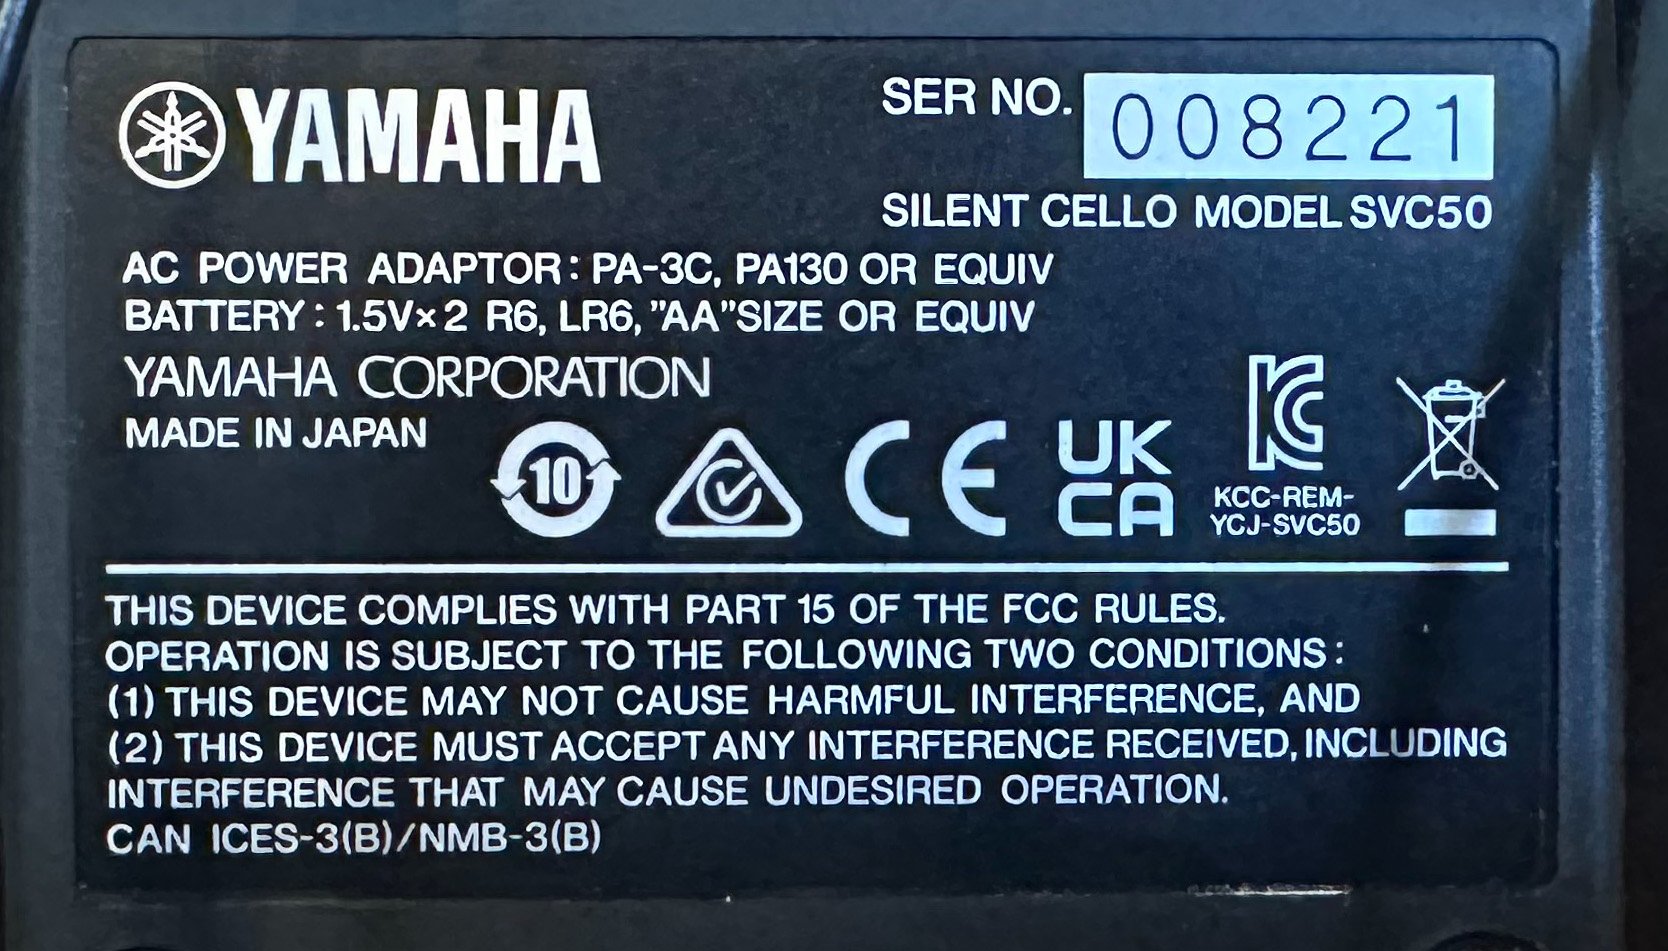 YAMAHA
SER NO. 008221
SILENT CELLO MODEL SVC50
AC POWER ADAPTOR: PA-3C, PA130 OR EQUIV
BATTERY: 1.5V×2 R6, LR6, "AA" SIZE OR EQUIV
YAMAHA CORPORATION
MADE IN JAPAN
10
CE
UK
CA
KCC-REM-
YCJ-SVC50
THIS DEVICE COMPLIES WITH PART 15 OF THE FCC RULES.
OPERATION IS SUBJECT TO THE FOLLOWING TWO CONDITIONS:
(1) THIS DEVICE MAY NOT CAUSE HARMFUL INTERFERENCE, AND
(2) THIS DEVICE MUST ACCEPT ANY INTERFERENCE RECEIVED, INCLUDING
INTERFERENCE THAT MAY CAUSE UNDESIRED OPERATION.
CAN ICES-3(B)/NMB-3(B)